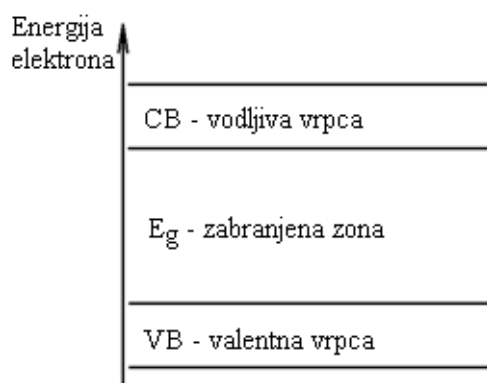 Energija
elektrona
CB - vodljiva vrpca
Eg - zabranjena zona
VB - valentna vrpca